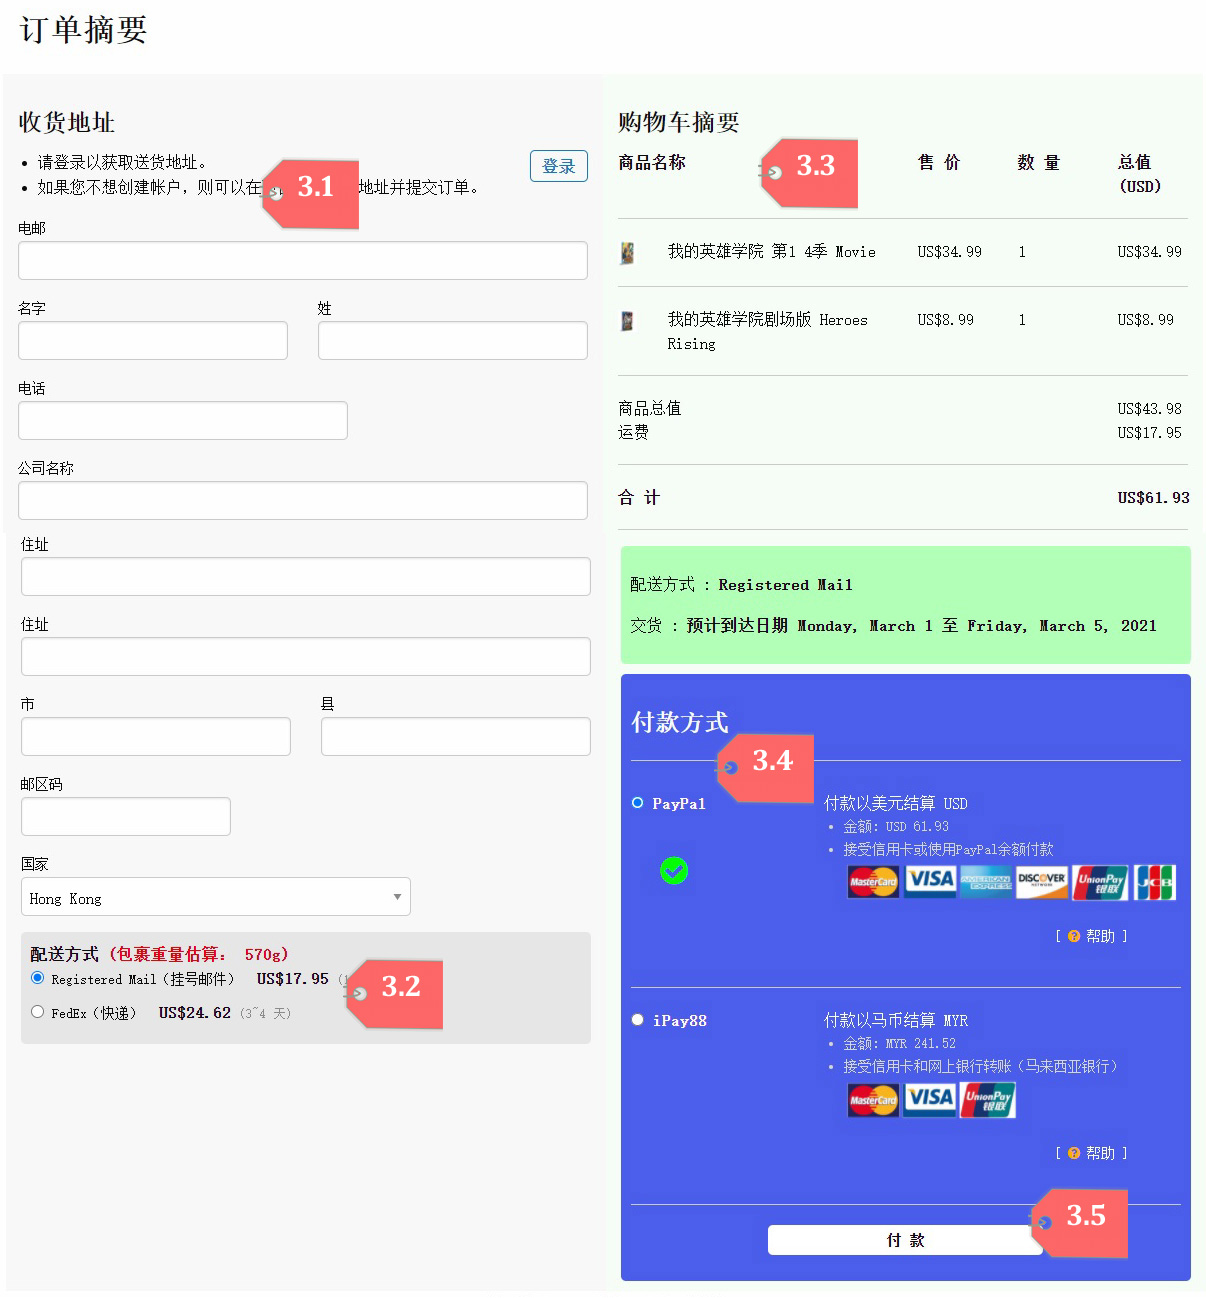 订单摘要
收货地址
请登录以获取送货地址。
登录
如果您不想创建帐户，则可以在
地址并提交订单。
3.1
电邮
名字
姓
电话
公司名称
住址
住址
市
县
邮区码
国家
Hong Kong
配送方式 (包裹重量估算： 570g)
Registered Mail (挂号邮件) US$17.95
3.2
FedEx (快递) US$24.62 (3~4 天)
购物车摘要
商品名称 售 价 数 量 总值 (USD)
3.3
我的英雄学院 第1 4季 Movie US$34.99 1 US$34.99
我的英雄学院剧场版 Heroes US$8.99 1 US$8.99
Rising
商品总值 US$43.98
运费 US$17.95
合 计 US$61.93
配送方式 : Registered Mail
交货 : 预计到达日期 Monday, March 1 至 Friday, March 5, 2021
付款方式
3.4
PayPal 付款以美元结算 USD
金额: USD 61.93
接受信用卡或使用PayPal余额付款
MasterCard VISA AMERICAN EXPRESS DISCOVER NETWORK UnionPay 银联 JCB
[ ? 帮助 ]
iPay88 付款以马币结算 MYR
金额: MYR 241.52
接受信用卡和网上银行转账 (马来西亚银行)
MasterCard VISA UnionPay 银联
[ ? 帮助 ]
3.5
付 款